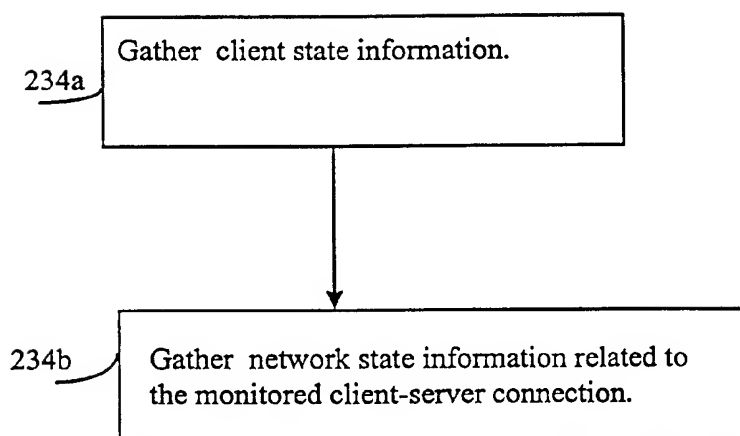 Gather client state information.
234a
234b
Gather network state information related to
the monitored client-server connection.